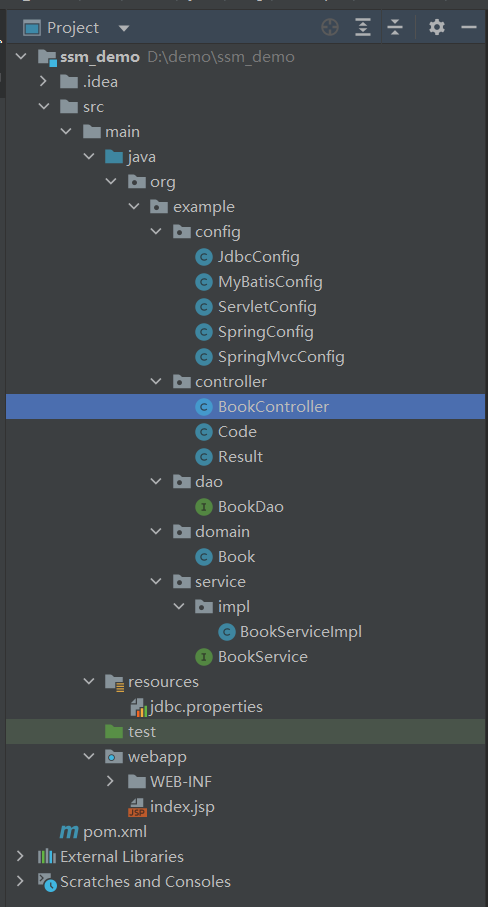 Project
ssm_demo D:\demo\ssm_demo
.idea
src
main
java
org
example
config
C JdbcConfig
C MyBatisConfig
C ServletConfig
C SpringConfig
C SpringMvcConfig
controller
C BookController
C Code
C Result
dao
I BookDao
domain
C Book
service
impl
C BookServiceImpl
I BookService
resources
jdbc.properties
test
webapp
WEB-INF
JSP index.jsp
m pom.xml
External Libraries
Scratches and Consoles